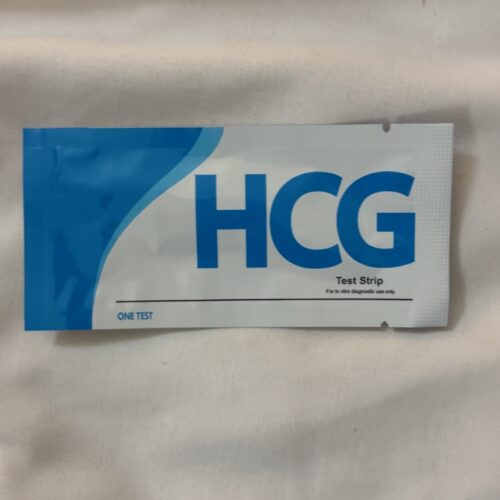 HCG
Test Strip
For in vitro diagnostic use only
ONE TEST